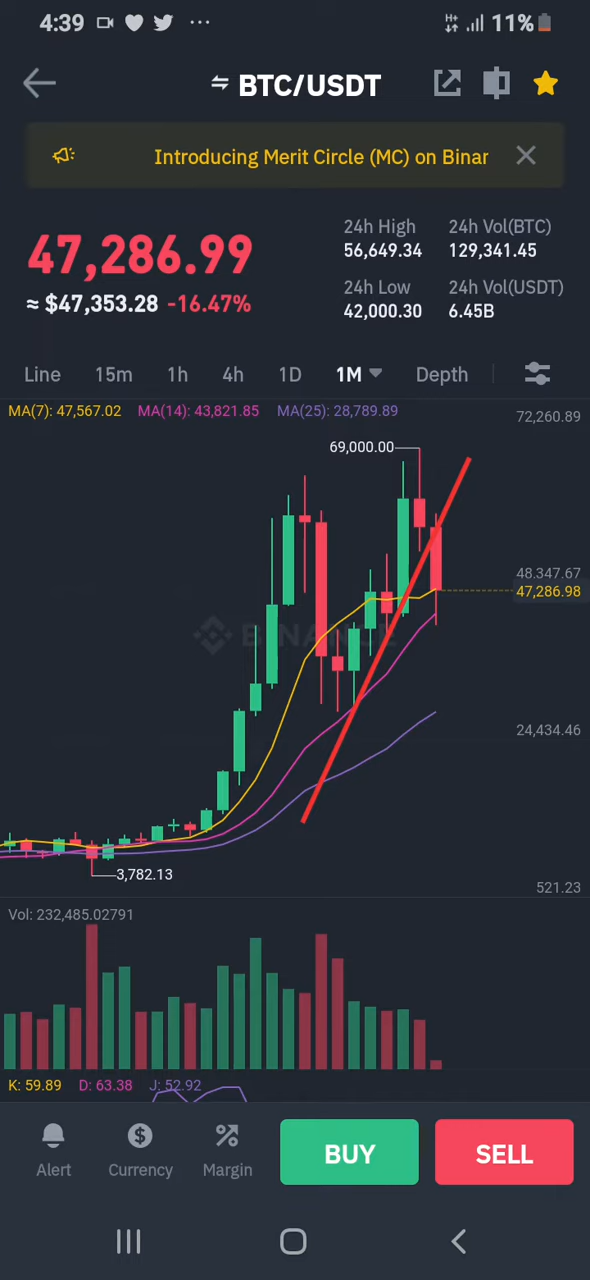 4:39 H+ 11%
BTC/USDT
Introducing Merit Circle (MC) on Binar
47,286.99
≈ $47,353.28 -16.47%
24h High 24h Vol(BTC)
56,649.34 129,341.45
24h Low 24h Vol(USDT)
42,000.30 6.45B
Line 15m 1h 4h 1D 1M Depth
MA(7): 47,567.02 MA(14): 43,821.85 MA(25): 28,789.89
72,260.89
69,000.00
48,347.67
47,286.98
BINANCE
24,434.46
3,782.13
521.23
Vol: 232,485.02791
K: 59.89 D: 63.38 J: 52.92
Alert Currency Margin BUY SELL